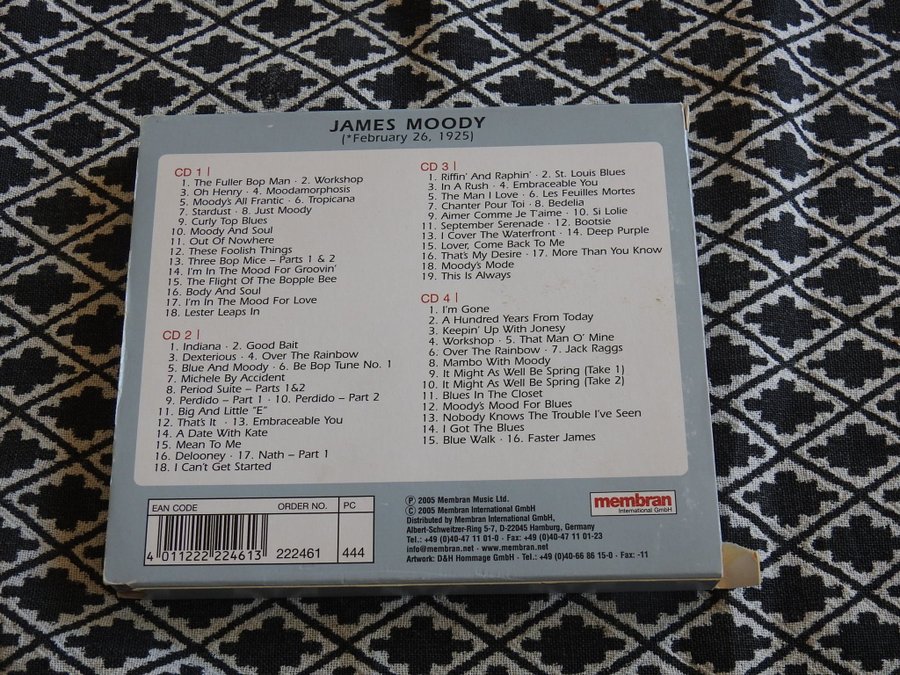 JAMES MOODY
(*February 26, 1925)
CD 1 |
1. The Fuller Bop Man · 2. Workshop
3. Oh Henry · 4. Moodamorphosis
5. Moody's All Frantic · 6. Tropicana
7. Stardust · 8. Just Moody
9. Curly Top Blues
10. Moody And Soul
11. Out Of Nowhere
12. These Foolish Things
13. Three Bop Mice – Parts 1 & 2
14. I'm In The Mood For Groovin'
15. The Flight Of The Bopple Bee
16. Body And Soul
17. I'm In The Mood For Love
18. Lester Leaps In
CD 2 |
1. Indiana · 2. Good Bait
3. Dexterious · 4. Over The Rainbow
5. Blue And Moody · 6. Be Bop Tune No. 1
7. Michele By Accident
8. Period Suite – Parts 1&2
9. Perdido – Part 1 · 10. Perdido – Part 2
11. Big And Little "E"
12. That's It · 13. Embraceable You
14. A Date With Kate
15. Mean To Me
16. Delooney · 17. Nath – Part 1
18. I Can't Get Started
CD 3 |
1. Riffin' And Raphin' · 2. St. Louis Blues
3. In A Rush · 4. Embraceable You
5. The Man I Love · 6. Les Feuilles Mortes
7. Chanter Pour Toi · 8. Bedelia
9. Aimer Comme Je T'aime · 10. Si Lolie
11. September Serenade · 12. Bootsie
13. I Cover The Waterfront · 14. Deep Purple
15. Lover, Come Back To Me
16. That's My Desire · 17. More Than You Know
18. Moody's Mode
19. This Is Always
CD 4 |
1. I'm Gone
2. A Hundred Years From Today
3. Keepin' Up With Jonesy
4. Workshop · 5. That Man O' Mine
6. Over The Rainbow · 7. Jack Raggs
8. Mambo With Moody
9. It Might As Well Be Spring (Take 1)
10. It Might As Well Be Spring (Take 2)
11. Blues In The Closet
12. Moody's Mood For Blues
13. Nobody Knows The Trouble I've Seen
14. I Got The Blues
15. Blue Walk · 16. Faster James
EAN CODE
ORDER NO.
PC
4 011222 224613
222461
444
℗ 2005 Membran Music Ltd.
© 2005 Membran International GmbH
Distributed by Membran International GmbH,
Albert-Schweitzer-Ring 5-7, D-22045 Hamburg, Germany
Tel.: +49 (0)40-47 11 01-0 · Fax: +49 (0)40-47 11 01-23
info@membran.net · www.membran.net
Artwork: D&H Hommage GmbH · Tel.: +49 (0)40-66 86 15-0 · Fax: -11
membran
International GmbH